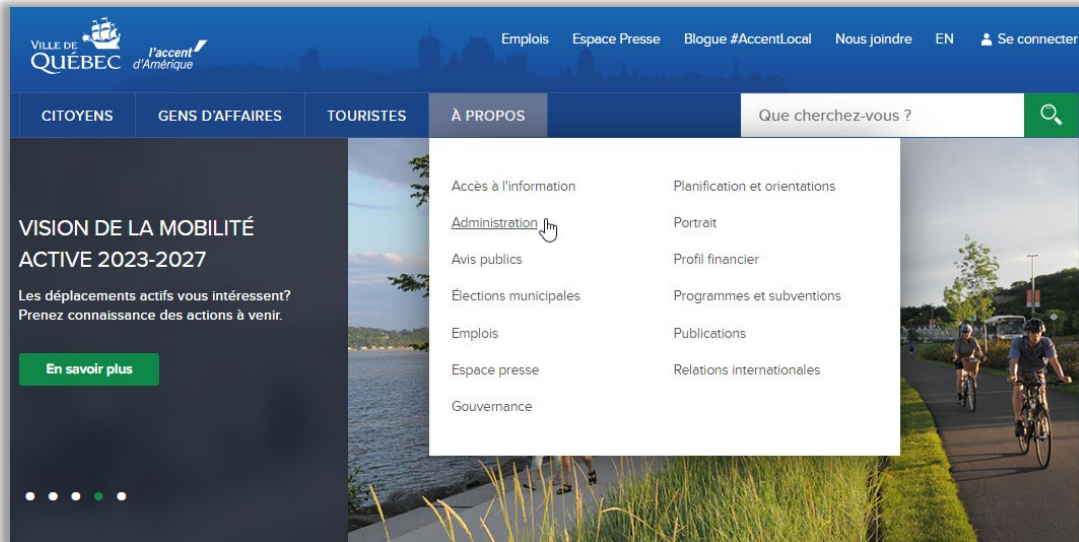 VILLE DE
QUÉBEC
l'accent
d'Amérique
Emplois
Espace Presse
Blogue #AccentLocal
Nous joindre
EN
Se connecter
CITOYENS
GENS D'AFFAIRES
TOURISTES
À PROPOS
Que cherchez-vous ?
Accès à l'information
Administration
Avis publics
Élections municipales
Emplois
Espace presse
Gouvernance
Planification et orientations
Portrait
Profil financier
Programmes et subventions
Publications
Relations internationales
VISION DE LA MOBILITÉ
ACTIVE 2023-2027
Les déplacements actifs vous intéressent?
Prenez connaissance des actions à venir.
En savoir plus